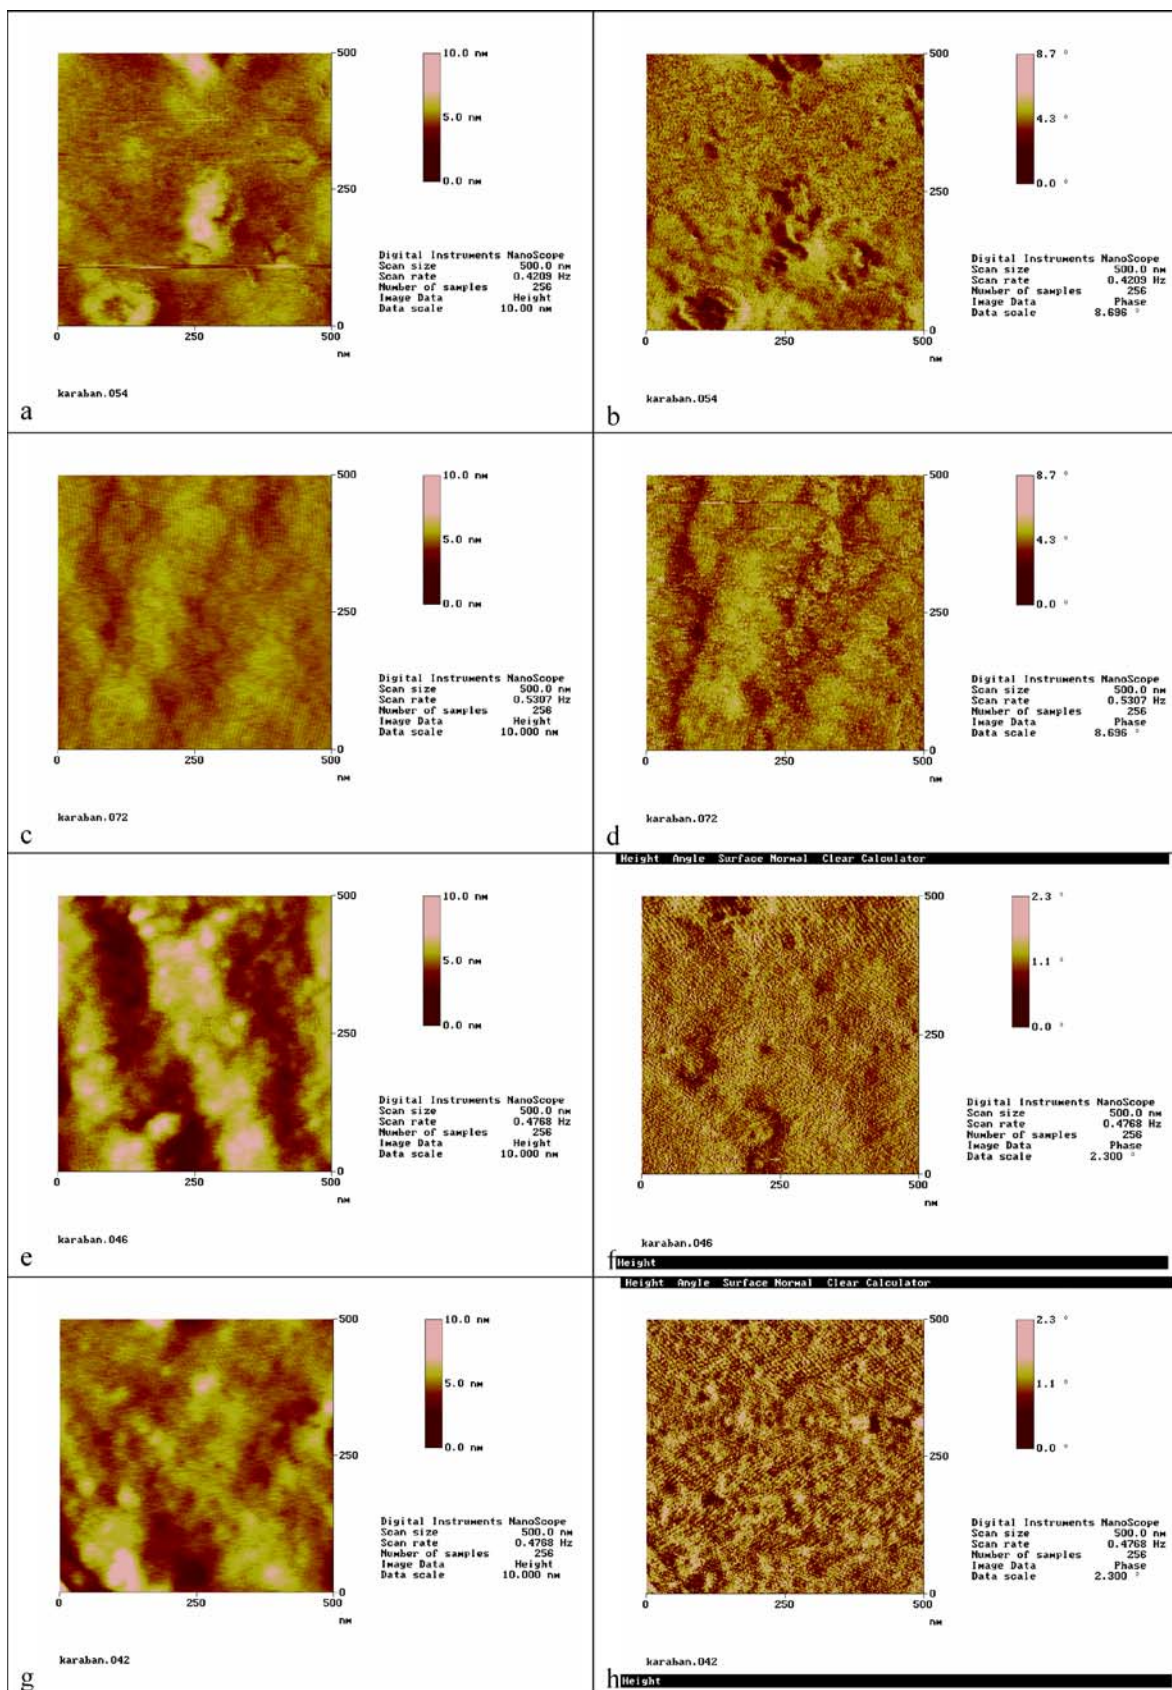 500
10.0 nm
5.0 nm
250
0.0 nm
Digital Instruments NanoScope
Scan size 500.0 nm
Scan rate 0.4209 Hz
Number of samples 256
Image Data Height
Data scale 10.00 nm
0
0 250 500
nm
karaban.054
a
500
8.7 °
4.3 °
250
0.0 °
Digital Instruments NanoScope
Scan size 500.0 nm
Scan rate 0.4209 Hz
Number of samples 256
Image Data Phase
Data scale 8.696 °
0
0 250 500
nm
karaban.054
b
500
10.0 nm
5.0 nm
250
0.0 nm
Digital Instruments NanoScope
Scan size 500.0 nm
Scan rate 0.5307 Hz
Number of samples 256
Image Data Height
Data scale 10.000 nm
0
0 250 500
nm
karaban.072
c
500
8.7 °
4.3 °
250
0.0 °
Digital Instruments NanoScope
Scan size 500.0 nm
Scan rate 0.5307 Hz
Number of samples 256
Image Data Phase
Data scale 8.696 °
0
0 250 500
nm
karaban.072
d
500
10.0 nm
5.0 nm
250
0.0 nm
Digital Instruments NanoScope
Scan size 500.0 nm
Scan rate 0.4768 Hz
Number of samples 256
Image Data Height
Data scale 10.000 nm
0
0 250 500
nm
karaban.046
e
Height Angle Surface Normal Clear Calculator
500
2.3 °
1.1 °
250
0.0 °
Digital Instruments NanoScope
Scan size 500.0 nm
Scan rate 0.4768 Hz
Number of samples 256
Image Data Phase
Data scale 2.300 °
0
0 250 500
nm
karaban.046
f
Height
500
10.0 nm
5.0 nm
250
0.0 nm
Digital Instruments NanoScope
Scan size 500.0 nm
Scan rate 0.4768 Hz
Number of samples 256
Image Data Height
Data scale 10.000 nm
0
0 250 500
nm
karaban.042
g
Height Angle Surface Normal Clear Calculator
500
2.3 °
1.1 °
250
0.0 °
Digital Instruments NanoScope
Scan size 500.0 nm
Scan rate 0.4768 Hz
Number of samples 256
Image Data Phase
Data scale 2.300 °
0
0 250 500
nm
karaban.042
h
Height